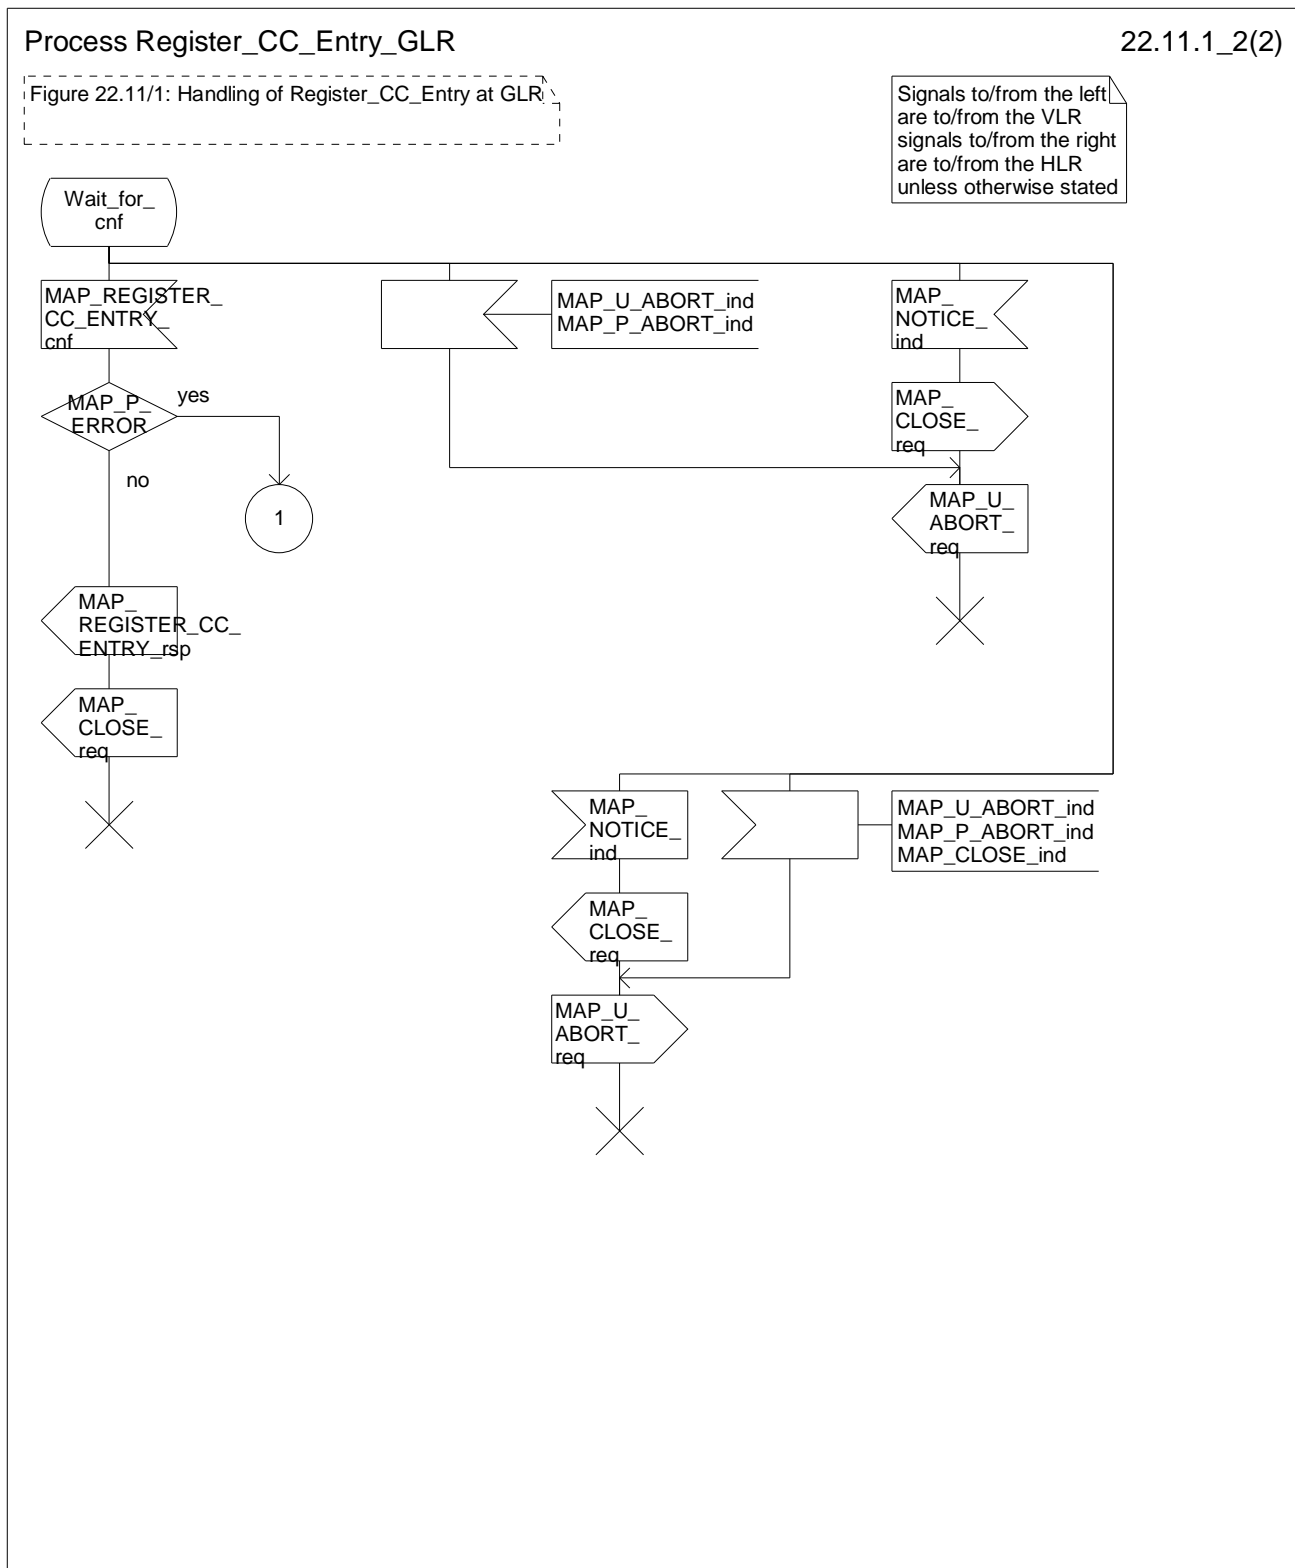 Process Register_CC_Entry_GLR
22.11.1_2(2)
Figure 22.11/1: Handling of Register_CC_Entry at GLR
Signals to/from the left
are to/from the VLR
signals to/from the right
are to/from the HLR
unless otherwise stated
Wait_for_
cnf
MAP_REGISTER_
CC_ENTRY_
cnf
MAP_U_ABORT_ind
MAP_P_ABORT_ind
MAP_
NOTICE_
ind
MAP_P_
ERROR
yes
no
1
MAP_
CLOSE_
req
MAP_U_
ABORT_
req
MAP_
REGISTER_CC_
ENTRY_rsp
MAP_
CLOSE_
req
MAP_
NOTICE_
ind
MAP_U_ABORT_ind
MAP_P_ABORT_ind
MAP_CLOSE_ind
MAP_
CLOSE_
req
MAP_U_
ABORT_
req